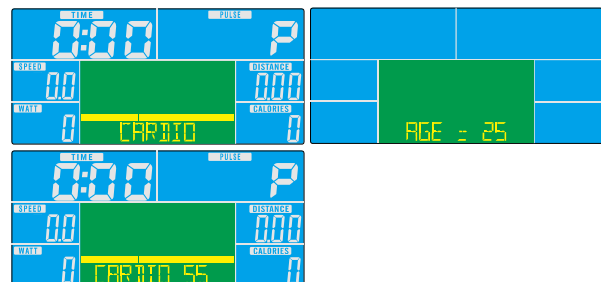 TIME PULSE
0:00 P
SPEED DISTANCE
0.0 0.00
WATT CALORIES
0 CARDIO 0
AGE = 25
TIME PULSE
0:00 P
SPEED DISTANCE
0.0 0.00
WATT CALORIES
0 CARDIO 55 0